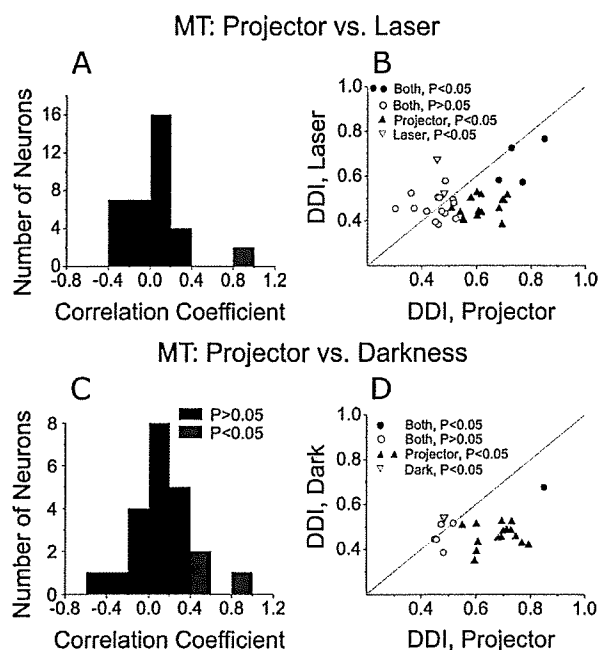 MT: Projector vs. Laser
A
Number of Neurons
16
12
8
4
0
-0.8 -0.4 0.0 0.4 0.8 1.2
Correlation Coefficient
B
DDI, Laser
1.0
0.8
0.6
0.4
Both, P<0.05
Both, P>0.05
Projector, P<0.05
Laser, P<0.05
0.4 0.6 0.8 1.0
DDI, Projector
MT: Projector vs. Darkness
C
Number of Neurons
8
6
4
2
0
P>0.05
P<0.05
-0.8 -0.4 0.0 0.4 0.8 1.2
Correlation Coefficient
D
DDI, Dark
1.0
0.8
0.6
0.4
Both, P<0.05
Both, P>0.05
Projector, P<0.05
Dark, P<0.05
0.4 0.6 0.8 1.0
DDI, Projector